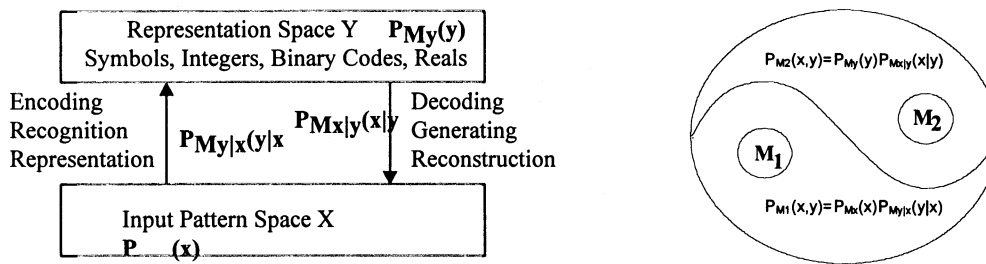 Representation Space Y P_My(y)
Symbols, Integers, Binary Codes, Reals
Encoding
Recognition
Representation
P_My|x(y|x
P_Mx|y(x|y
Decoding
Generating
Reconstruction
Input Pattern Space X
P (x)
P_M2(x,y)=P_My(y)P_Mx|y(x|y)
M_2
M_1
P_M1(x,y)=P_Mx(x)P_My|x(y|x)